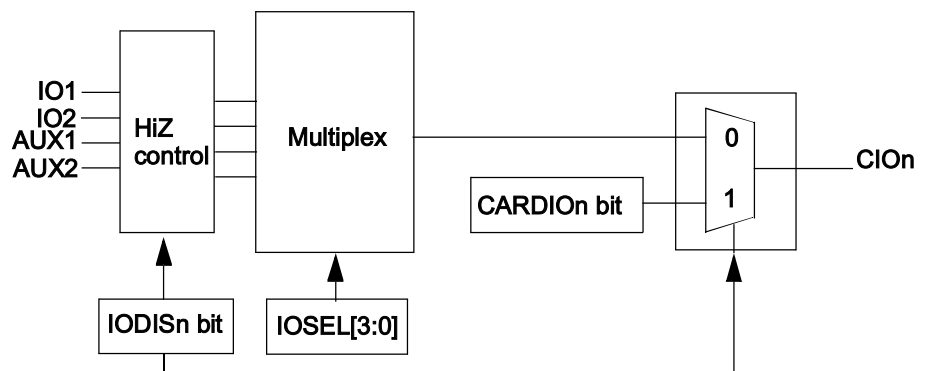 IO1
IO2
AUX1
AUX2
HiZ
control
Multiplex
0
1
CIOn
CARDIOn bit
IODISn bit
IOSEL[3:0]